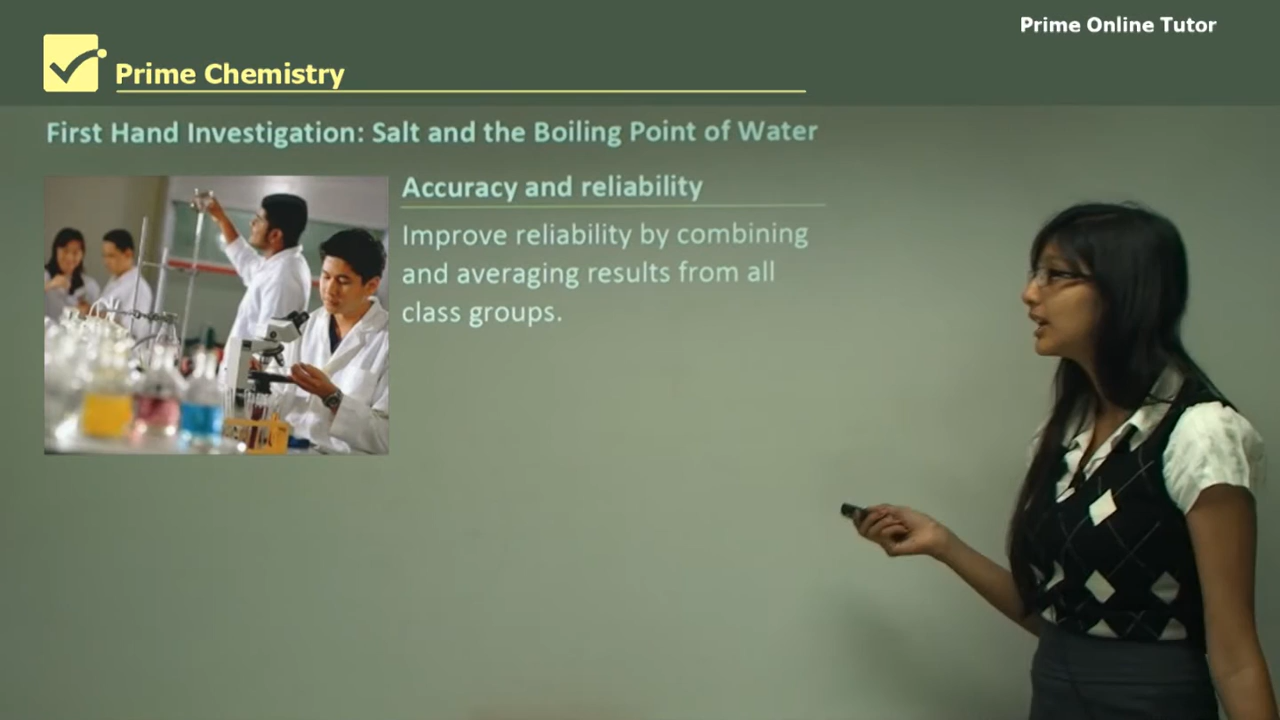 Prime Online Tutor
Prime Chemistry
First Hand Investigation: Salt and the Boiling Point of Water
Accuracy and reliability
Improve reliability by combining
and averaging results from all
class groups.